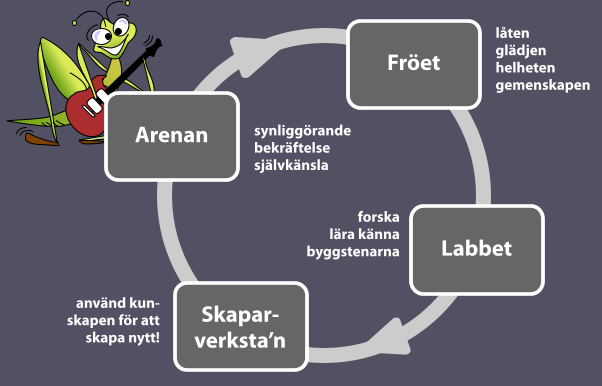 Fröet
låten
glädjen
helheten
gemenskapen
Arenan
synliggörande
bekräftelse
självkänsla
forska
lära känna
byggstenarna
Labbet
använd kun-
skapen för att
skapa nytt!
Skapar-
verksta'n